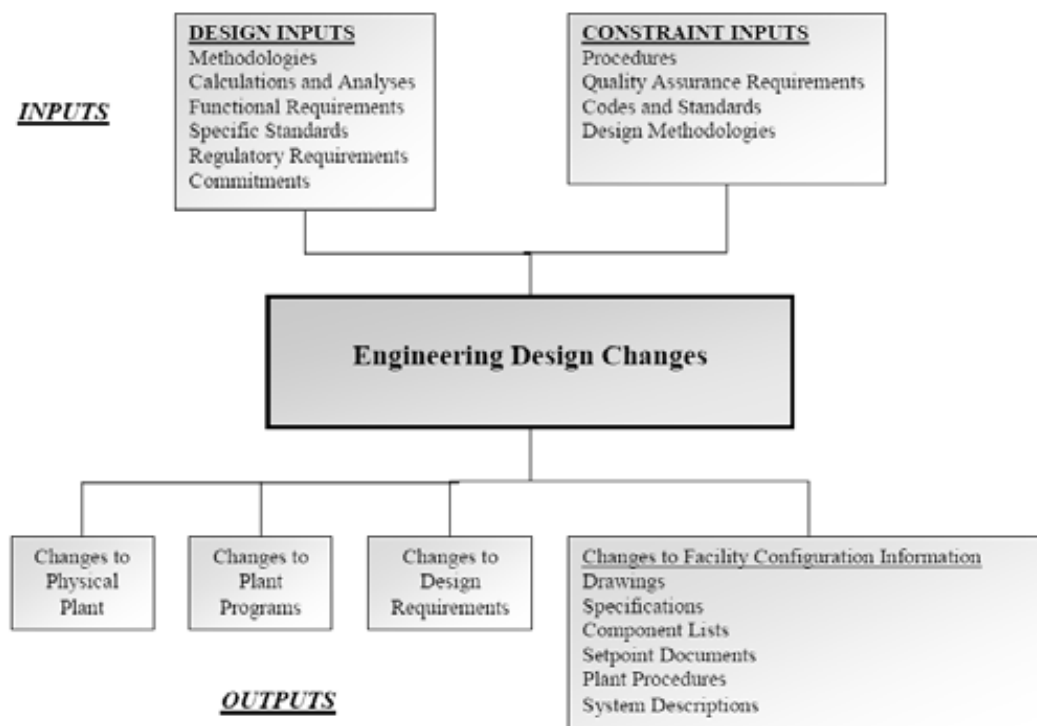 DESIGN INPUTS
Methodologies
Calculations and Analyses
Functional Requirements
Specific Standards
Regulatory Requirements
Commitments
CONSTRAINT INPUTS
Procedures
Quality Assurance Requirements
Codes and Standards
Design Methodologies
INPUTS
Engineering Design Changes
Changes to
Physical
Plant
Changes to
Plant
Programs
Changes to
Design
Requirements
Changes to Facility Configuration Information
Drawings
Specifications
Component Lists
Setpoint Documents
Plant Procedures
System Descriptions
OUTPUTS